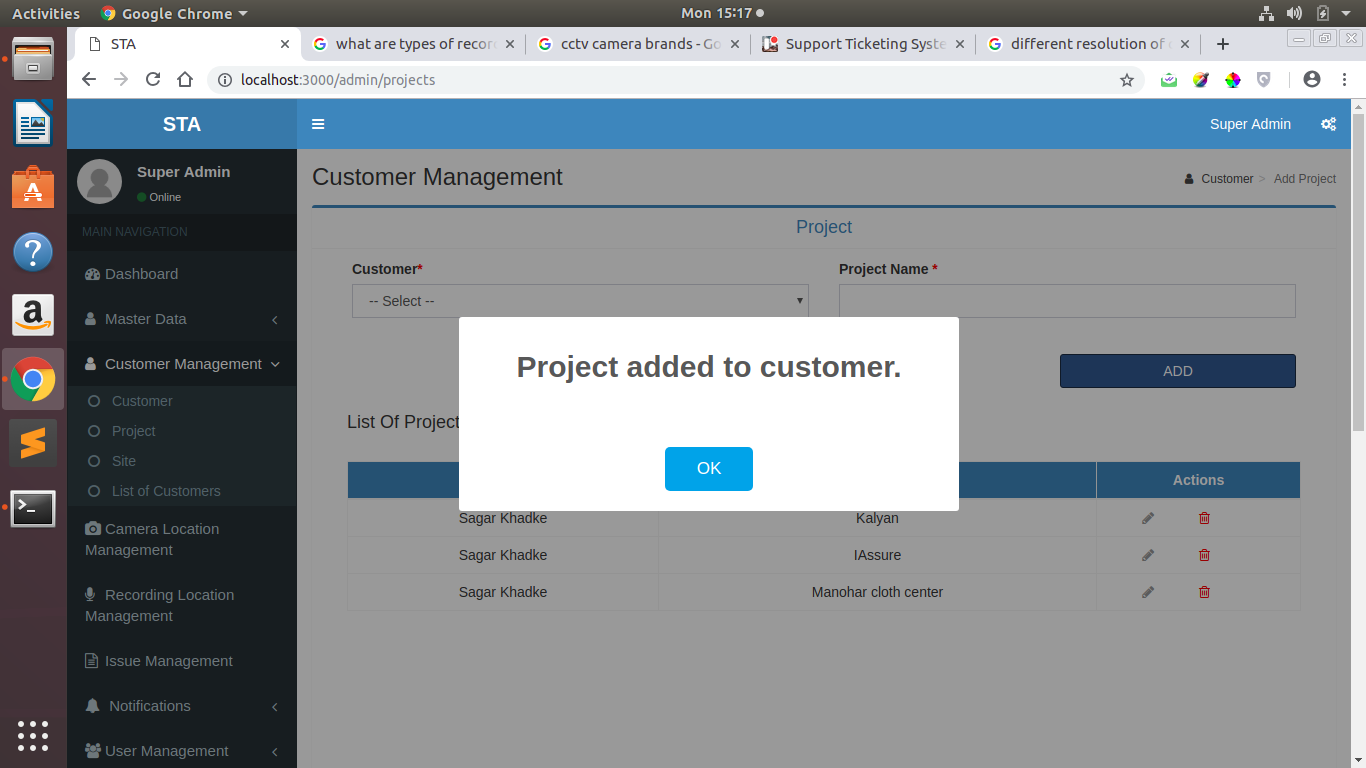 Activities
Google Chrome
Mon 15:17
STA
what are types of recor
cctv camera brands - Go
Support Ticketing Syste
different resolution of
localhost:3000/admin/projects
STA
Super Admin
Super Admin
Online
MAIN NAVIGATION
Dashboard
Master Data
Customer Management
Customer
Project
Site
List of Customers
Camera Location
Management
Recording Location
Management
Issue Management
Notifications
User Management
Customer Management
Customer > Add Project
Project
Customer*
Project Name *
-- Select --
ADD
Project added to customer.
OK
List Of Project
Actions
Sagar Khadke Kalyan
Sagar Khadke IAssure
Sagar Khadke Manohar cloth center